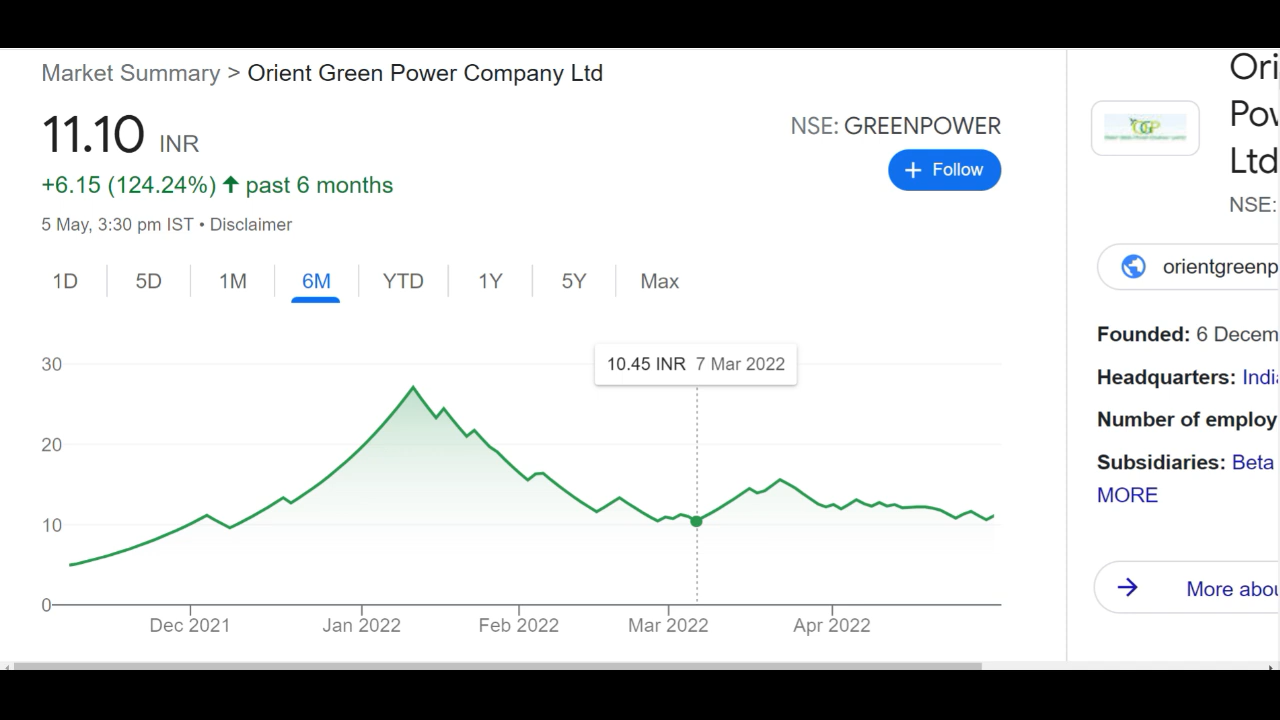 Market Summary > Orient Green Power Company Ltd
11.10 INR
+6.15 (124.24%) ↑ past 6 months
5 May, 3:30 pm IST • Disclaimer
NSE: GREENPOWER
+ Follow
1D 5D 1M 6M YTD 1Y 5Y Max
10.45 INR 7 Mar 2022
30
20
10
0
Dec 2021 Jan 2022 Feb 2022 Mar 2022 Apr 2022
Ori
Pow
Ltd
NSE:
OGP
orientgreenp
Founded: 6 Decem
Headquarters: India
Number of employ
Subsidiaries: Beta
MORE
More abou